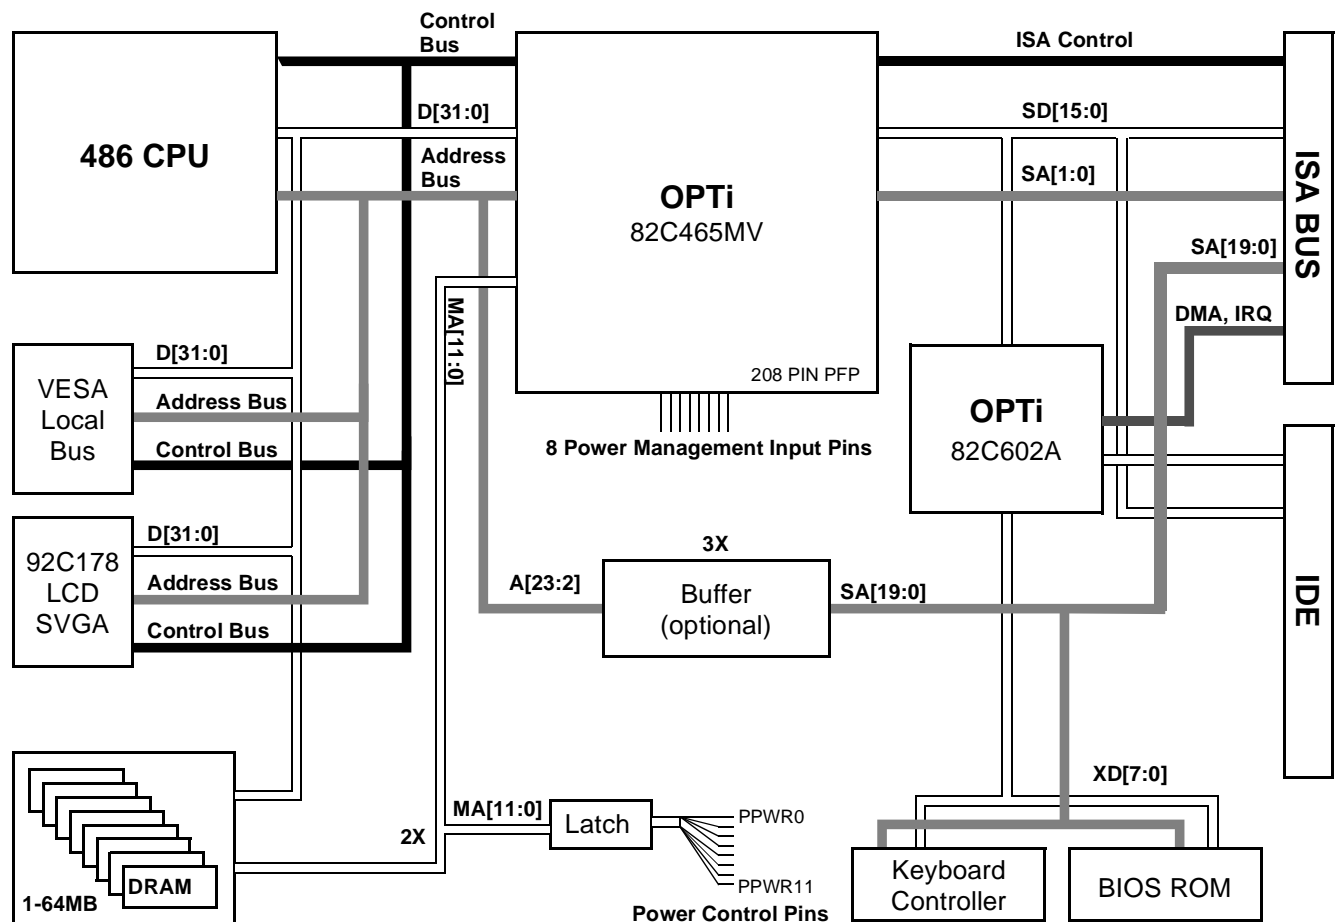 Control
Bus
ISA Control
D[31:0]
SD[15:0]
486 CPU
Address
Bus
OPTi
82C465MV
SA[1:0]
ISA BUS
SA[19:0]
MA[11:0]
DMA, IRQ
D[31:0]
VESA
Local
Bus
Address Bus
Control Bus
208 PIN PFP
8 Power Management Input Pins
OPTi
82C602A
D[31:0]
92C178
LCD
SVGA
Address Bus
Control Bus
3X
A[23:2]
Buffer
(optional)
SA[19:0]
IDE
XD[7:0]
MA[11:0]
2X
Latch
PPWR0
PPWR11
Power Control Pins
DRAM
1-64MB
Keyboard
Controller
BIOS ROM